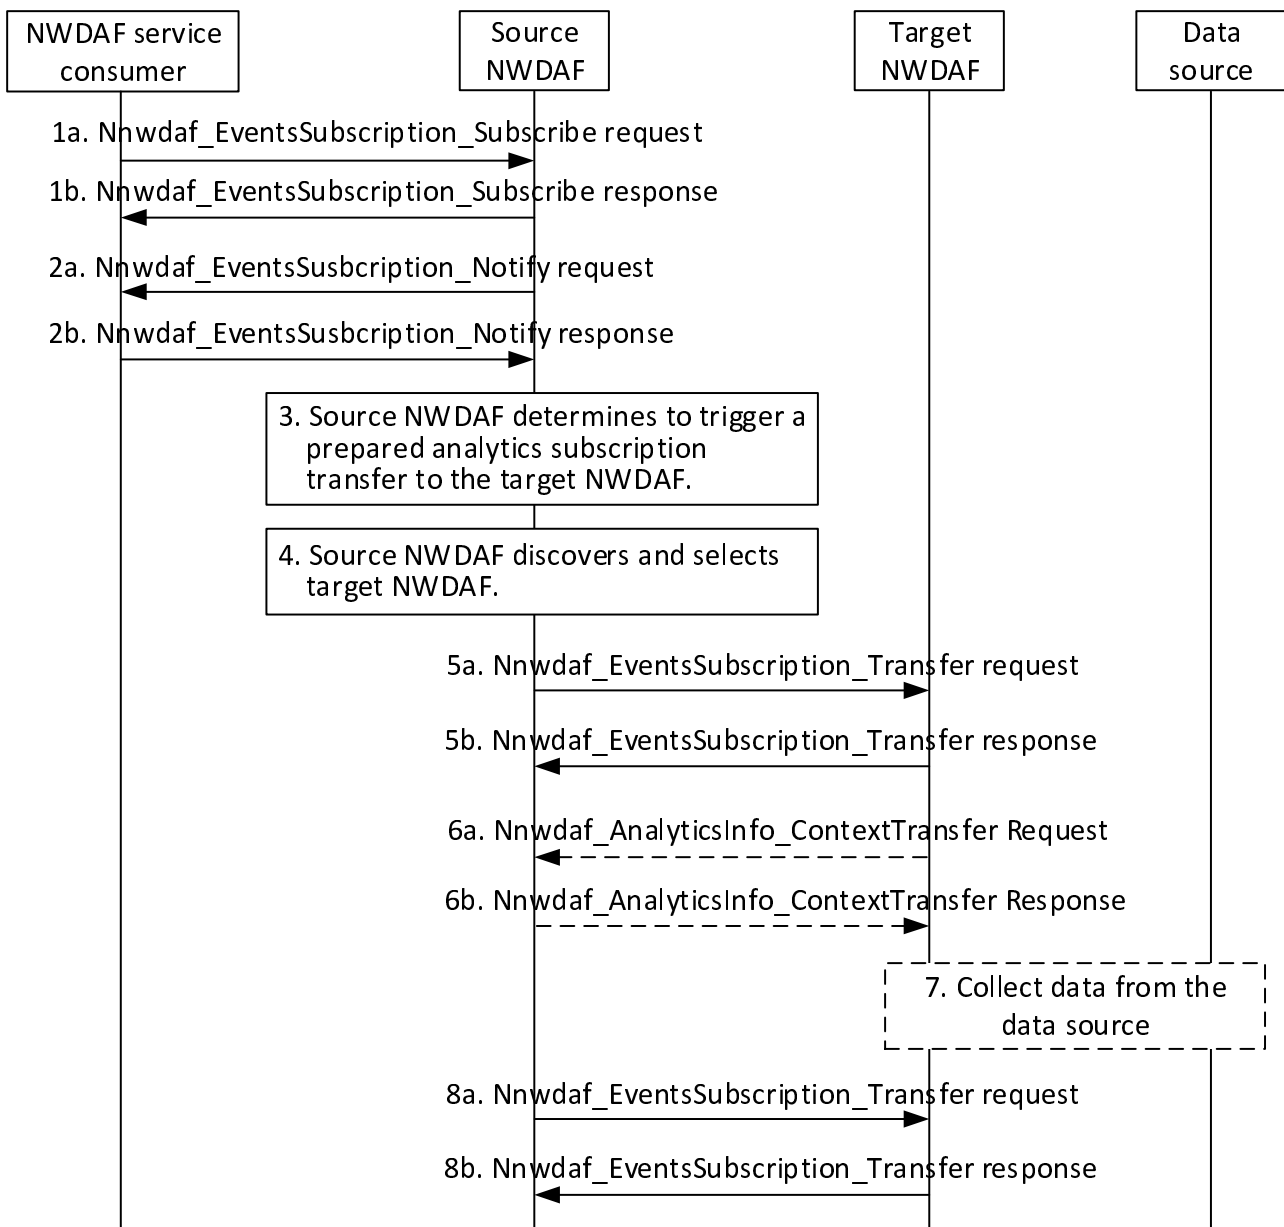 NWDAF service
consumer
Source
NWDAF
Target
NWDAF
Data
source
1a. Nnwdaf_EventsSubscription_Subscribe request
1b. Nnwdaf_EventsSubscription_Subscribe response
2a. Nnwdaf_EventsSusbcription_Notify request
2b. Nnwdaf_EventsSusbcription_Notify response
3. Source NWDAF determines to trigger a
prepared analytics subscription
transfer to the target NWDAF.
4. Source NWDAF discovers and selects
target NWDAF.
5a. Nnwdaf_EventsSubscription_Transfer request
5b. Nnwdaf_EventsSubscription_Transfer response
6a. Nnwdaf_AnalyticsInfo_ContextTransfer Request
6b. Nnwdaf_AnalyticsInfo_ContextTransfer Response
7. Collect data from the
data source
8a. Nnwdaf_EventsSubscription_Transfer request
8b. Nnwdaf_EventsSubscription_Transfer response